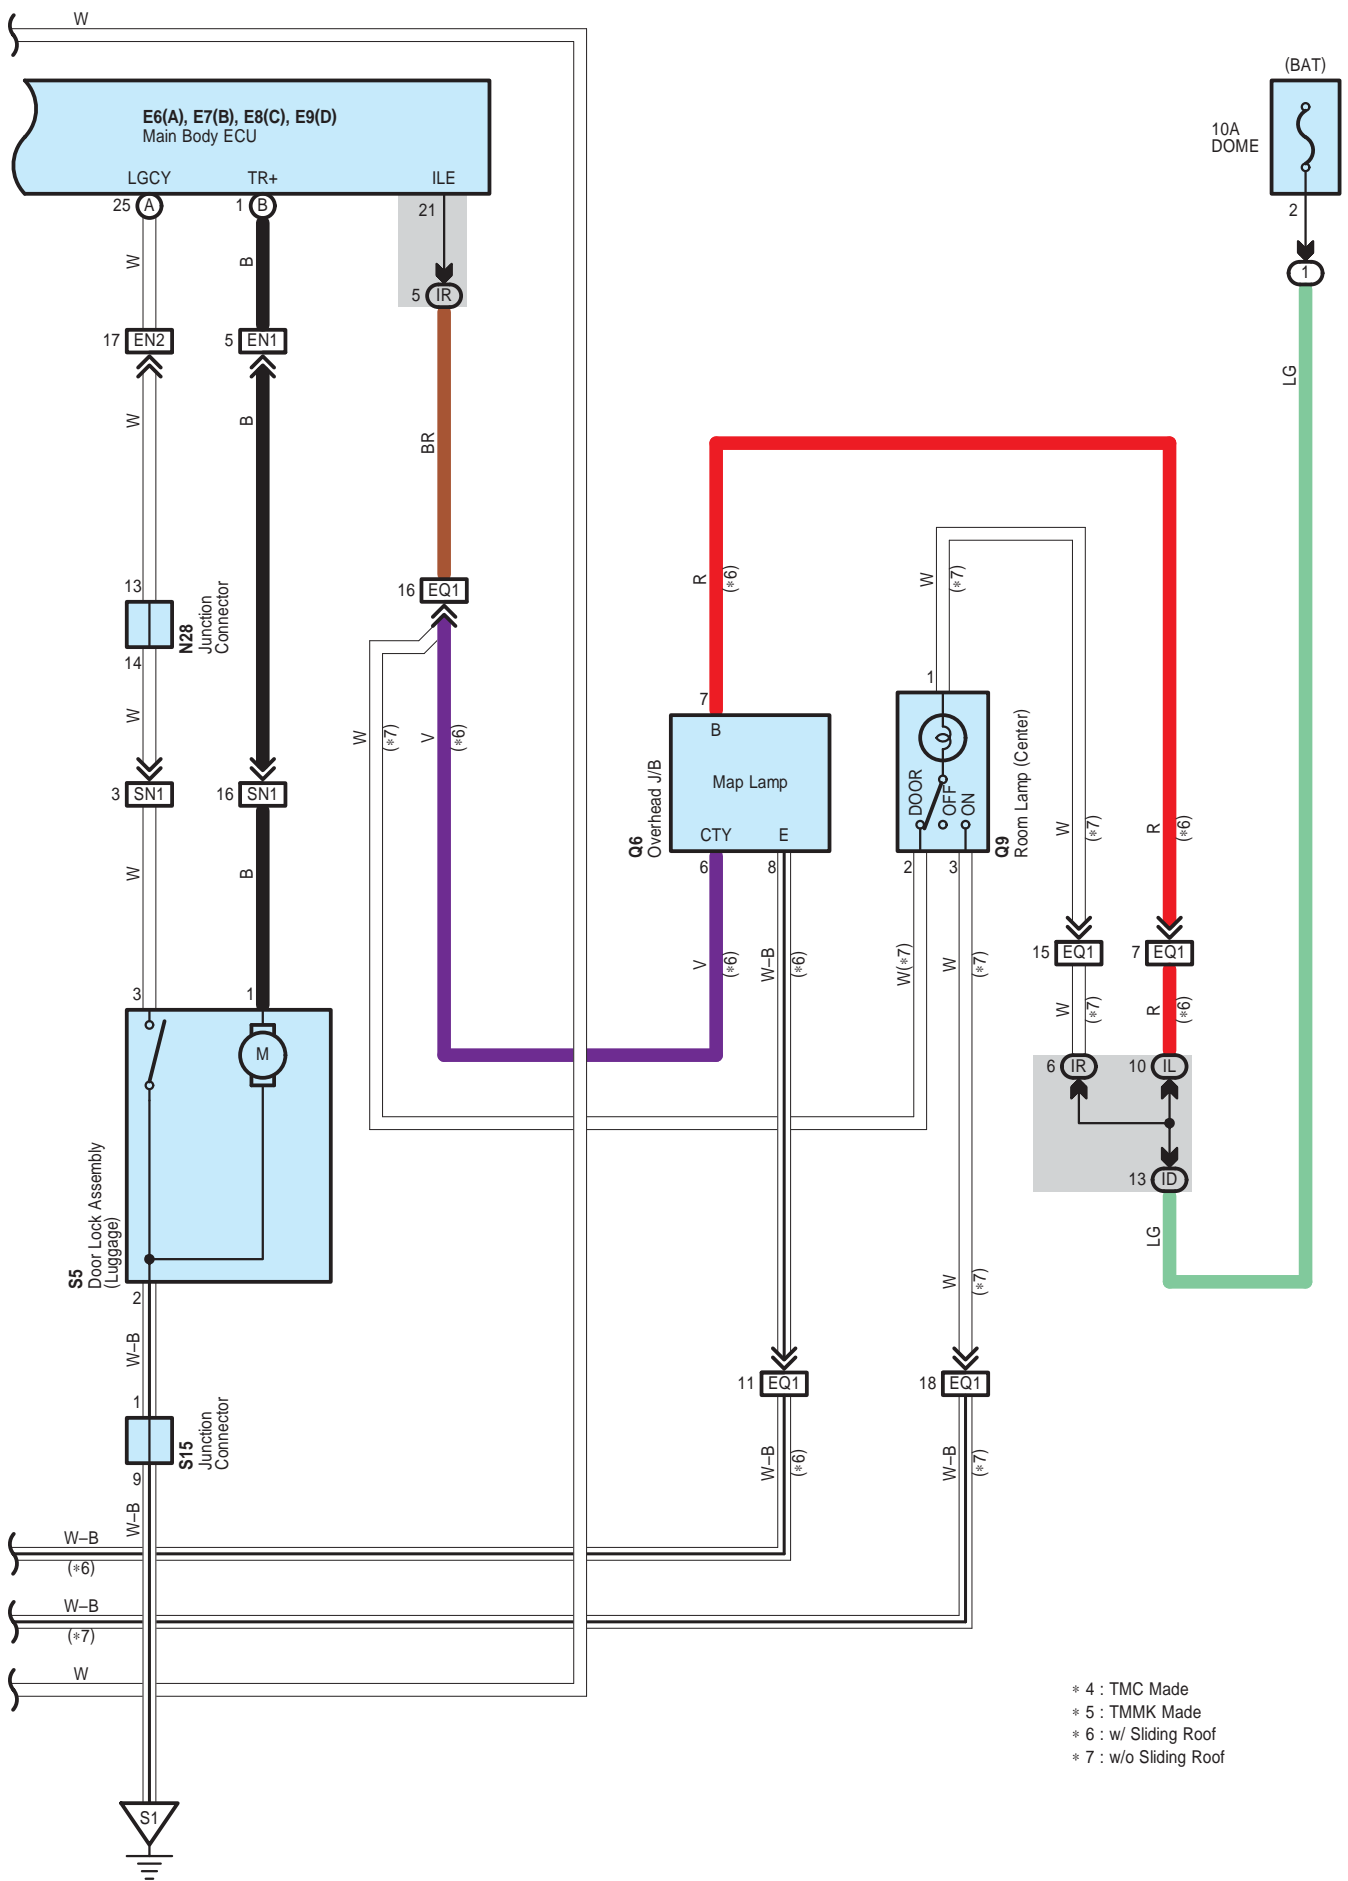 W
(BAT)
10A
DOME
2
1
LG
E6(A), E7(B), E8(C), E9(D)
Main Body ECU
LGCY
TR+
ILE
25 A
1 B
21
5 IR
W
B
17 EN2
5 EN1
W
B
BR
13
N28
Junction
Connector
14
16 EQ1
R
(∗6)
W
(∗7)
W
W
(∗7)
V
(∗6)
7
B
Map Lamp
CTY
E
Q6
Overhead J/B
6
8
1
DOOR
OFF
ON
Q9
Room Lamp (Center)
2
3
W
(∗7)
R
(∗6)
3 SN1
16 SN1
W
B
V
(∗6)
W–B
(∗6)
W(∗7)
W
(∗7)
15 EQ1
7 EQ1
W
(∗7)
R
(∗6)
3
1
M
6 IR
10 IL
13 ID
LG
S5
Door Lock Assembly
(Luggage)
2
W–B
W
(∗7)
1
S15
Junction
Connector
9
W–B
11 EQ1
18 EQ1
W–B
(∗6)
W–B
(∗7)
W–B
(∗6)
W–B
(∗7)
W
∗ 4 : TMC Made
∗ 5 : TMMK Made
∗ 6 : w/ Sliding Roof
∗ 7 : w/o Sliding Roof
S1